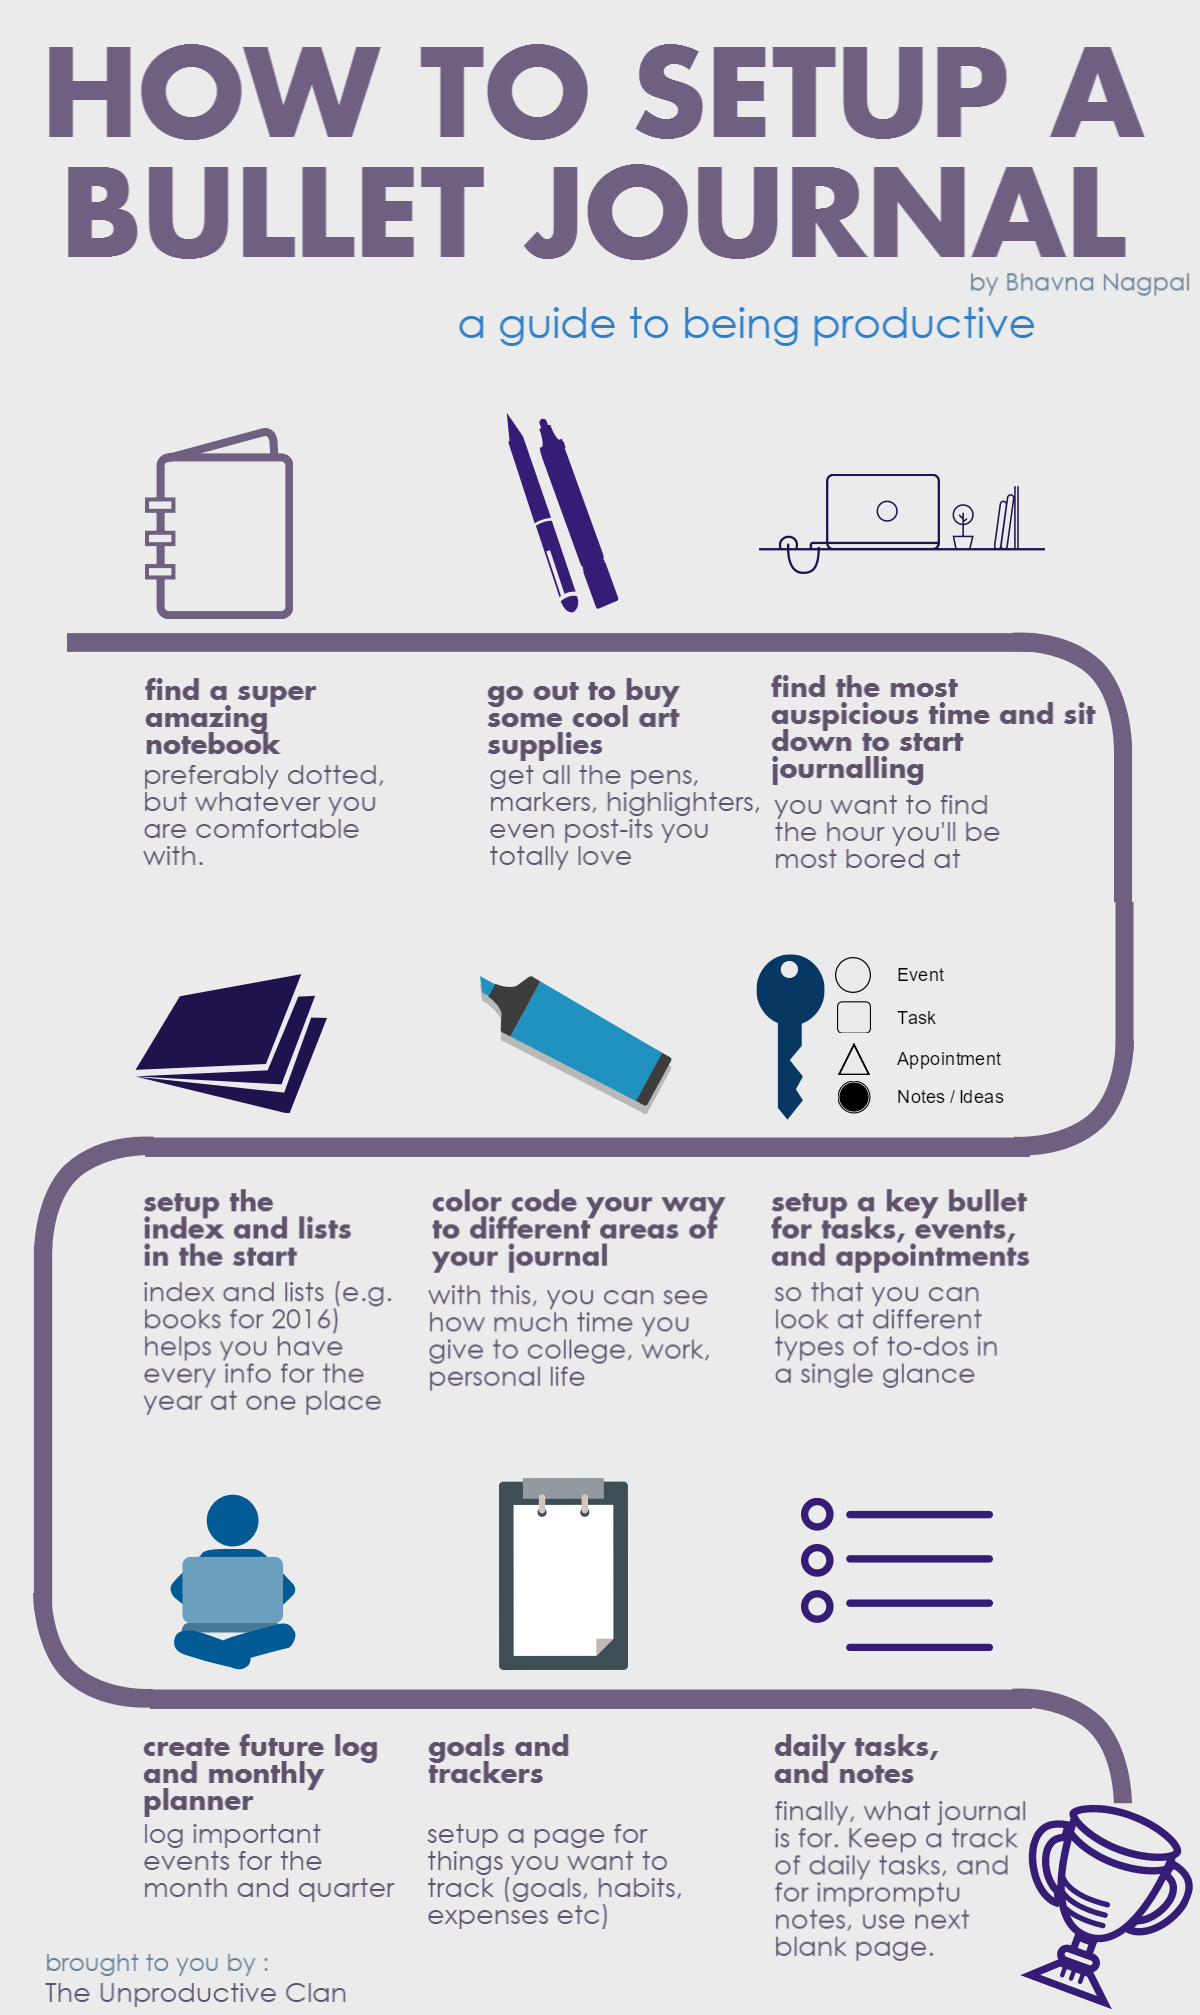 HOW TO SETUP A
BULLET JOURNAL
by Bhavna Nagpal
a guide to being productive
find a super
amazing
notebook
preferably dotted,
but whatever you
are comfortable
with.
go out to buy
some cool art
supplies
get all the pens,
markers, highlighters,
even post-its you
totally love
find the most
auspicious time and sit
down to start
journalling
you want to find
the hour you'll be
most bored at
Event
Task
Appointment
Notes / Ideas
setup the
index and lists
in the start
index and lists (e.g.
books for 2016)
helps you have
every info for the
year at one place
color code your way
to different areas of
your journal
with this, you can see
how much time you
give to college, work,
personal life
setup a key bullet
for tasks, events,
and appointments
so that you can
look at different
types of to-dos in
a single glance
create future log
and monthly
planner
log important
events for the
month and quarter
goals and
trackers
setup a page for
things you want to
track (goals, habits,
expenses etc)
daily tasks,
and notes
finally, what journal
is for. Keep a track
of daily tasks, and
for impromptu
notes, use next
blank page.
brought to you by :
The Unproductive Clan